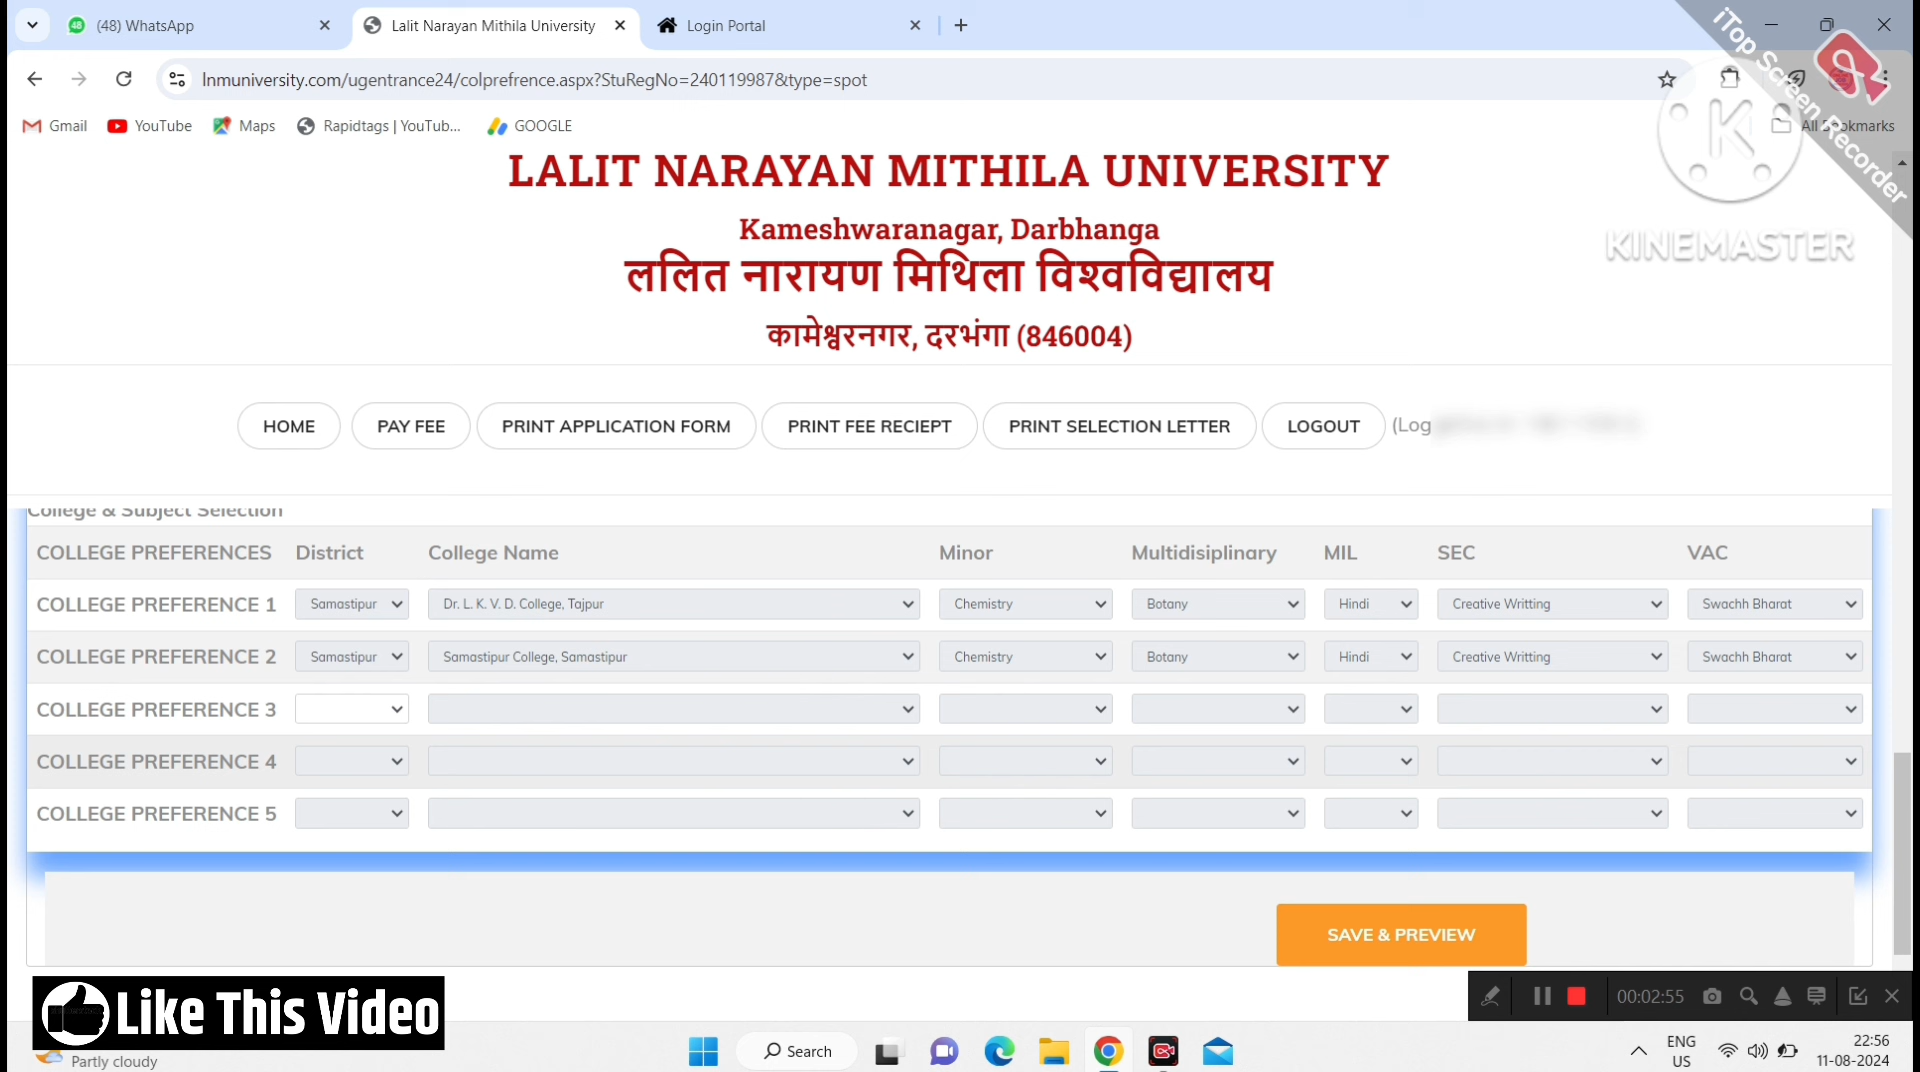 (48) WhatsApp
Lalit Narayan Mithila University
Login Portal
lnmuniversity.com/ugentrance24/colprefrence.aspx?StuRegNo=240119987&type=spot
Gmail
YouTube
Maps
Rapidtags | YouTub...
GOOGLE
All Bookmarks
iTop Screen Recorder
K
KINEMASTER
LALIT NARAYAN MITHILA UNIVERSITY
Kameshwaranagar, Darbhanga
ललित नारायण मिथिला विश्वविद्यालय
कामेश्वरनगर, दरभंगा (846004)
HOME
PAY FEE
PRINT APPLICATION FORM
PRINT FEE RECIEPT
PRINT SELECTION LETTER
LOGOUT
(Log
College & Subject Selection
COLLEGE PREFERENCES District College Name Minor Multidisiplinary MIL SEC VAC
COLLEGE PREFERENCE 1 Samastipur Dr. L. K. V. D. College, Tajpur Chemistry Botany Hindi Creative Writting Swachh Bharat
COLLEGE PREFERENCE 2 Samastipur Samastipur College, Samastipur Chemistry Botany Hindi Creative Writting Swachh Bharat
COLLEGE PREFERENCE 3
COLLEGE PREFERENCE 4
COLLEGE PREFERENCE 5
SAVE & PREVIEW
Like This Video
00:02:55
Partly cloudy
Search
ENG
US
22:56
11-08-2024